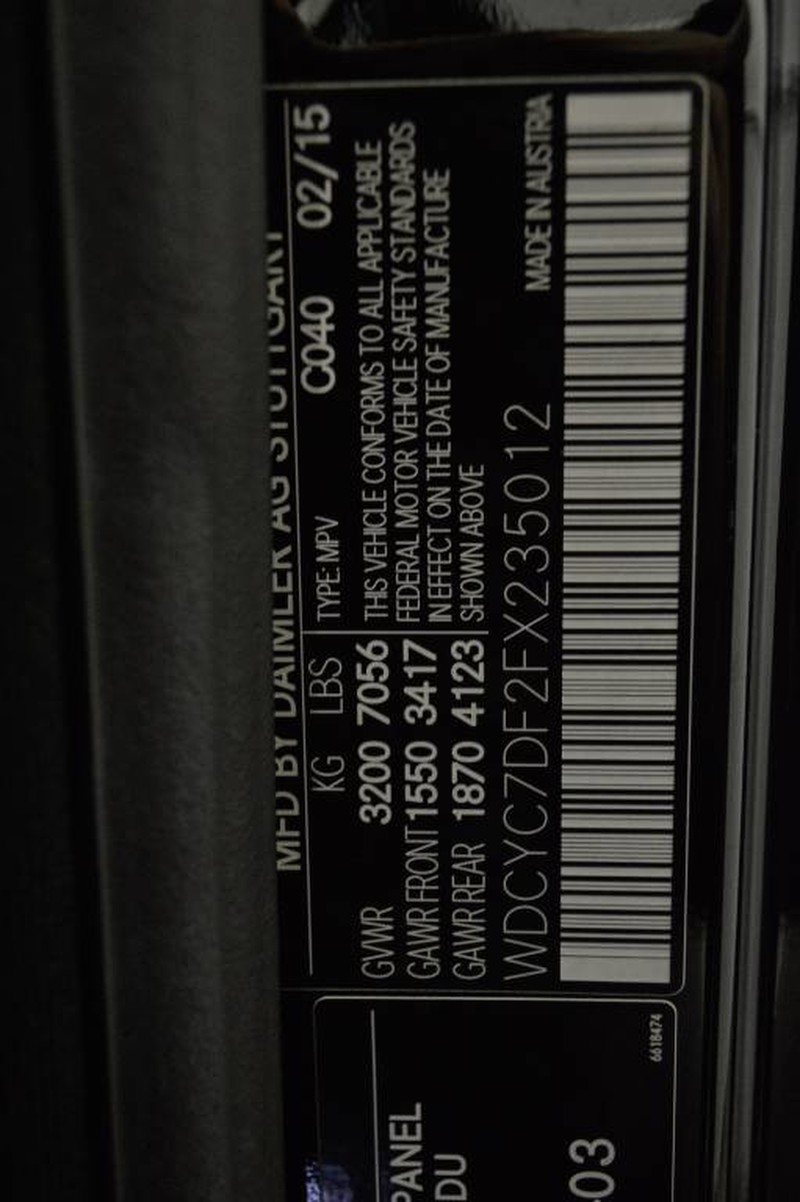 MFD BY DAIMLER AG STUTTGART
KG LBS TYPE: MPV C040 02/15
GVWR 3200 7056 THIS VEHICLE CONFORMS TO ALL APPLICABLE
GAWR FRONT 1550 3417 FEDERAL MOTOR VEHICLE SAFETY STANDARDS
IN EFFECT ON THE DATE OF MANUFACTURE
GAWR REAR 1870 4123 SHOWN ABOVE
WDCYC7DF2FX235012 MADE IN AUSTRIA
PANEL
DU
03
6618474